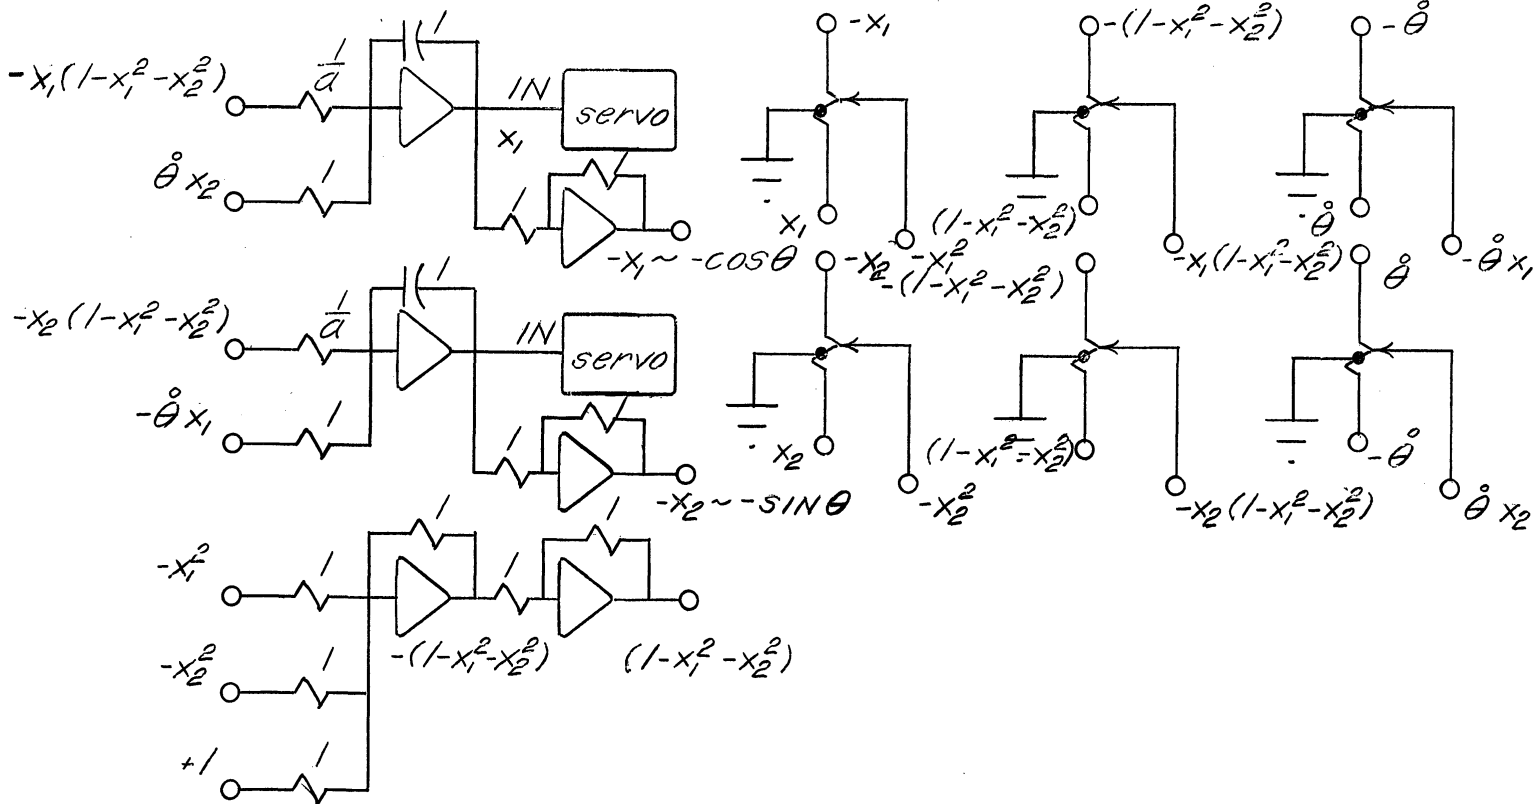 -x₁(1-x₁²-x₂²)
1/a
1
IN
servo
x₁
θ̊ x₂
1
1
-x₁ ~ -cosθ
-x₁
x₁
-x₁²
-(1-x₁²-x₂²)
(1-x₁²-x₂²)
-x₁(1-x₁²-x₂²)
-θ̊
θ̊
-θ̊ x₁
-x₂(1-x₁²-x₂²)
1/a
1
IN
servo
-θ̊ x₁
1
1
-x₂ ~ -SINθ
-x₂
x₂
-x₂²
-(1-x₁²-x₂²)
(1-x₁²-x₂²)
-x₂(1-x₁²-x₂²)
θ̊
-θ̊
θ̊ x₂
-x₁²
1
1
1
1
-(1-x₁²-x₂²)
(1-x₁²-x₂²)
-x₂²
1
+1
1